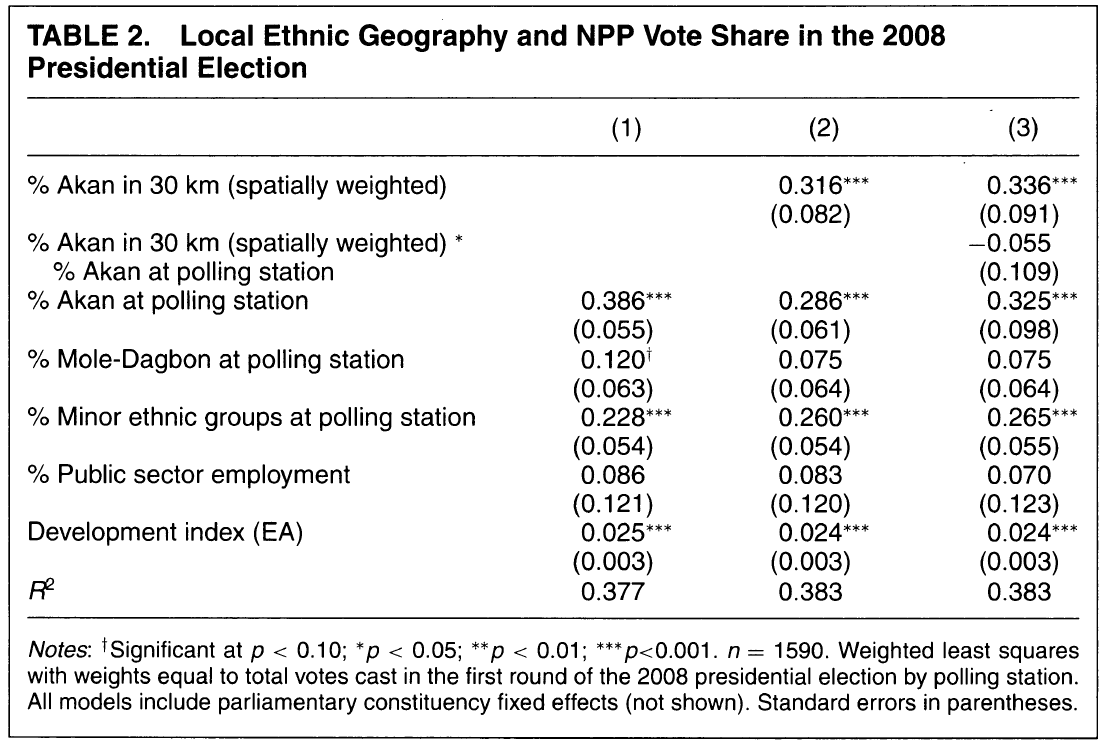 TABLE 2. Local Ethnic Geography and NPP Vote Share in the 2008
Presidential Election
(1) (2) (3)
% Akan in 30 km (spatially weighted) 0.316*** 0.336***
(0.082) (0.091)
% Akan in 30 km (spatially weighted) * −0.055
% Akan at polling station (0.109)
% Akan at polling station 0.386*** 0.286*** 0.325***
(0.055) (0.061) (0.098)
% Mole-Dagbon at polling station 0.120† 0.075 0.075
(0.063) (0.064) (0.064)
% Minor ethnic groups at polling station 0.228*** 0.260*** 0.265***
(0.054) (0.054) (0.055)
% Public sector employment 0.086 0.083 0.070
(0.121) (0.120) (0.123)
Development index (EA) 0.025*** 0.024*** 0.024***
(0.003) (0.003) (0.003)
R² 0.377 0.383 0.383
Notes: †Significant at p < 0.10; *p < 0.05; **p < 0.01; ***p<0.001. n = 1590. Weighted least squares
with weights equal to total votes cast in the first round of the 2008 presidential election by polling station.
All models include parliamentary constituency fixed effects (not shown). Standard errors in parentheses.